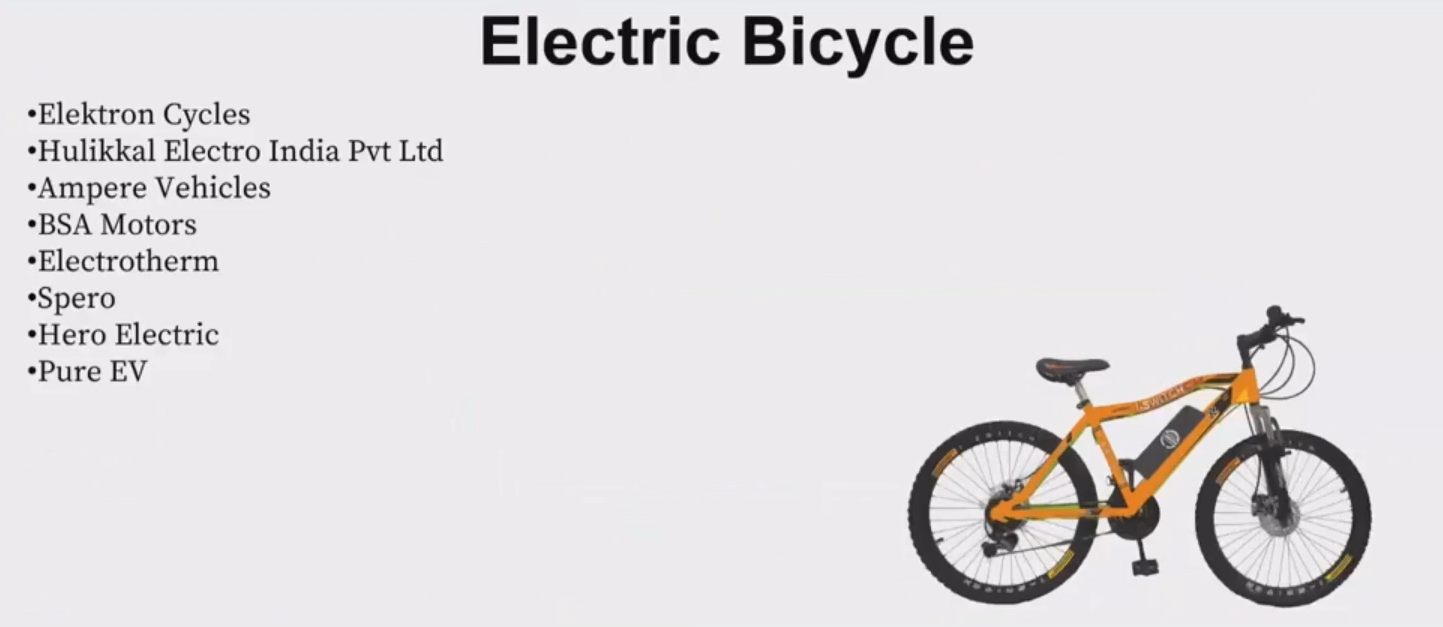 Electric Bicycle
•Elektron Cycles
•Hulikkal Electro India Pvt Ltd
•Ampere Vehicles
•BSA Motors
•Electrotherm
•Spero
•Hero Electric
•Pure EV